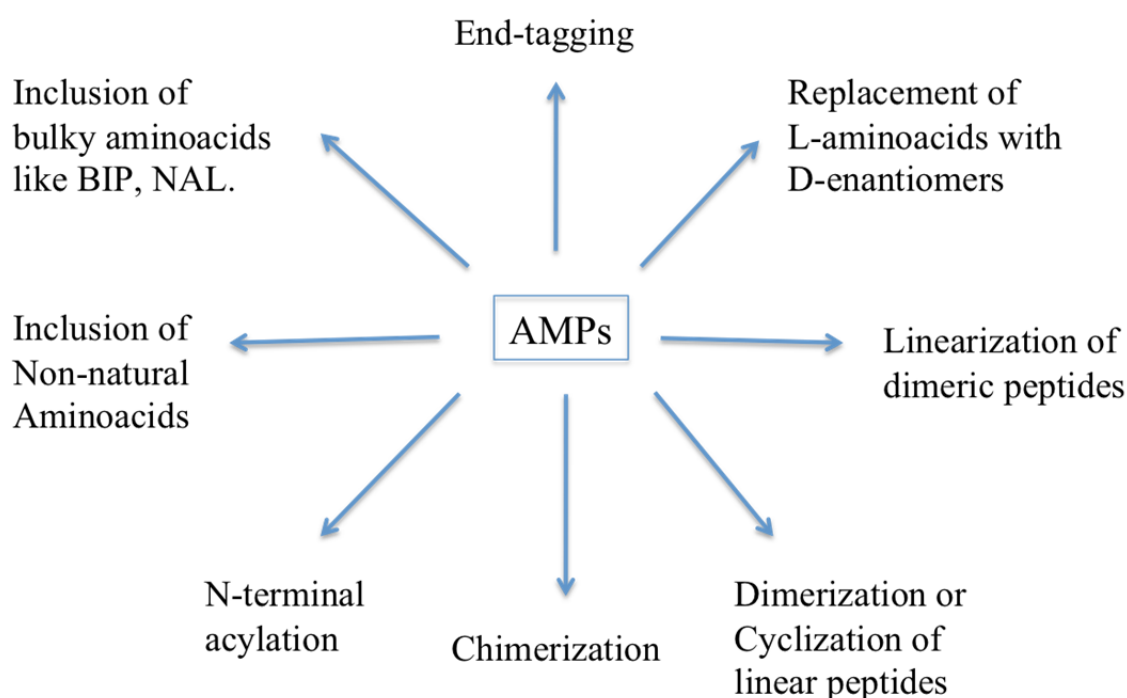 End-tagging
Inclusion of
bulky aminoacids
like BIP, NAL.
Replacement of
L-aminoacids with
D-enantiomers
AMPs
Inclusion of
Non-natural
Aminoacids
Linearization of
dimeric peptides
N-terminal
acylation
Chimerization
Dimerization or
Cyclization of
linear peptides